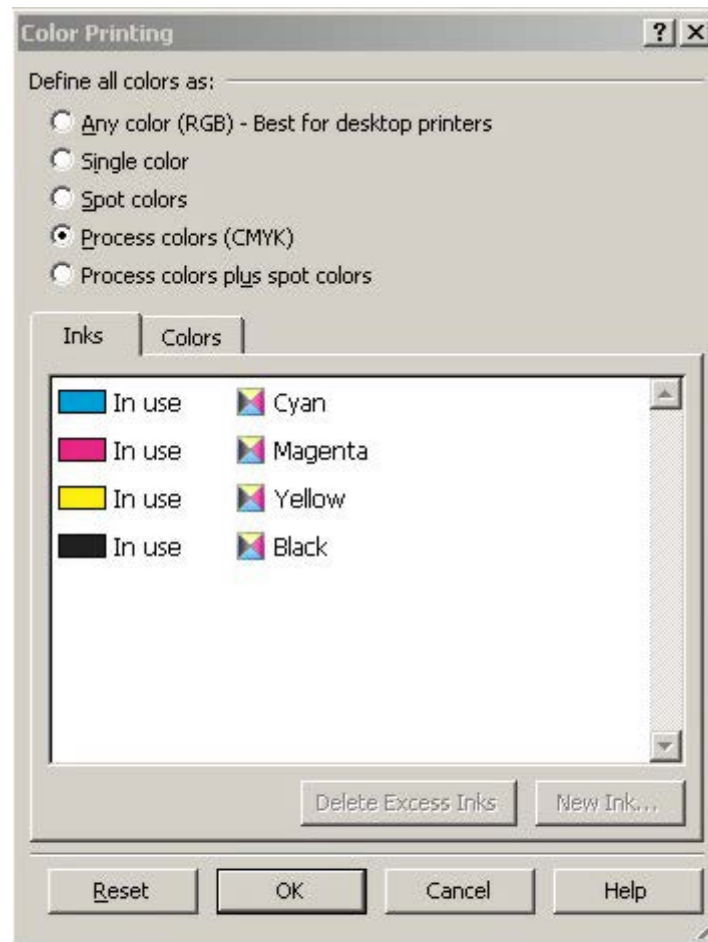 Color Printing
Define all colors as:
Any color (RGB) - Best for desktop printers
Single color
Spot colors
Process colors (CMYK)
Process colors plus spot colors
Inks Colors
In use Cyan
In use Magenta
In use Yellow
In use Black
Delete Excess Inks New Ink...
Reset OK Cancel Help